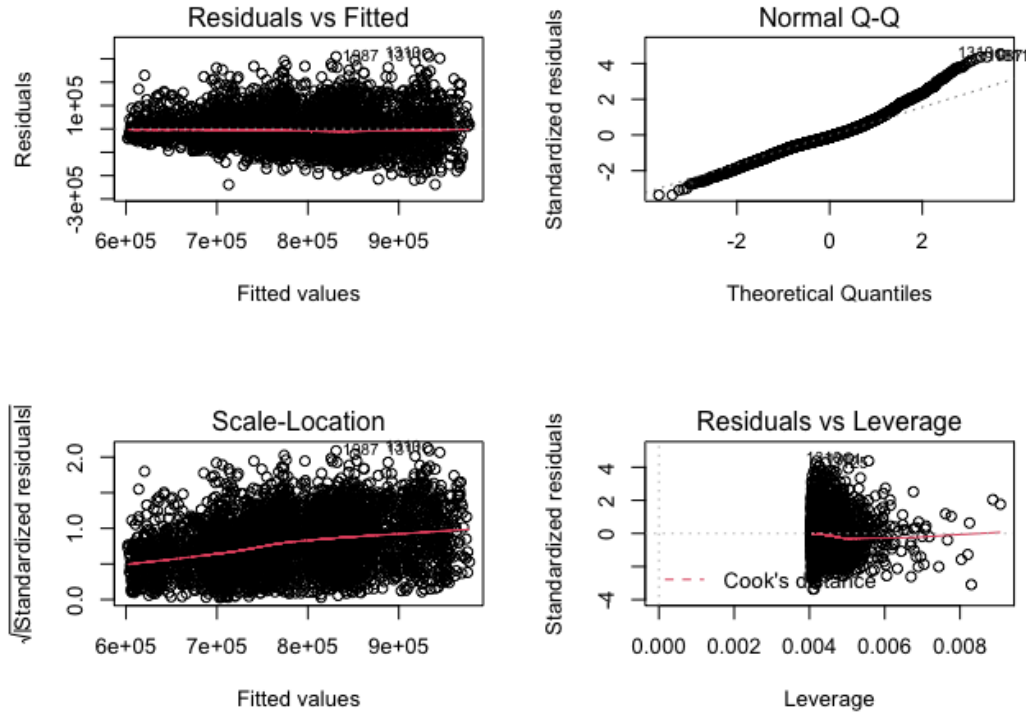 Residuals vs Fitted
Residuals
1e+05
1e+05
-3e+05
6e+05 7e+05 8e+05 9e+05
Fitted values
Normal Q-Q
Standardized residuals
4
2
0
-2
-2 0 2
Theoretical Quantiles
Scale-Location
1387
√|Standardized residuals|
2.0
1.0
0.0
6e+05 7e+05 8e+05 9e+05
Fitted values
Residuals vs Leverage
Standardized residuals
4
2
0
-4
Cook's distance
0.000 0.002 0.004 0.006 0.008
Leverage